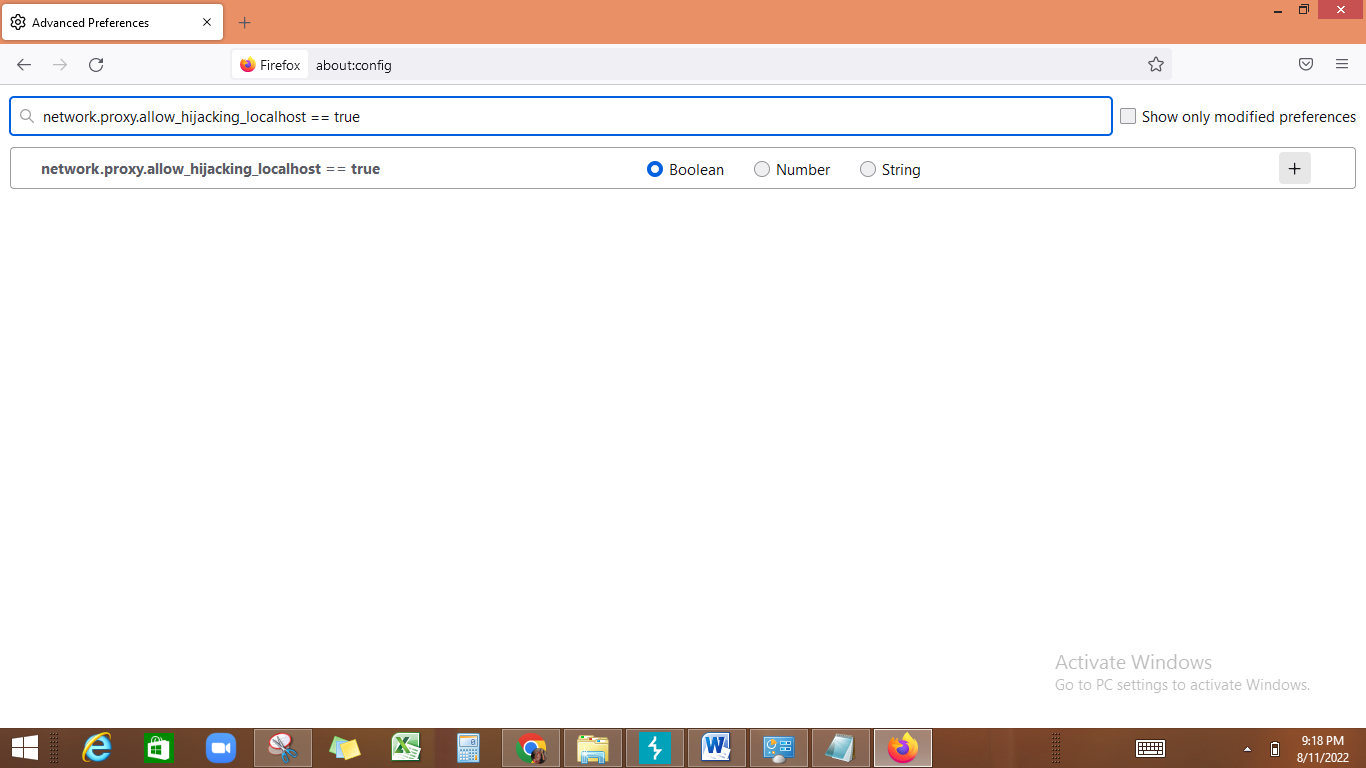 Advanced Preferences
Firefox about:config
network.proxy.allow_hijacking_localhost == true
Show only modified preferences
network.proxy.allow_hijacking_localhost == true Boolean Number String
Activate Windows
Go to PC settings to activate Windows.
9:18 PM
8/11/2022